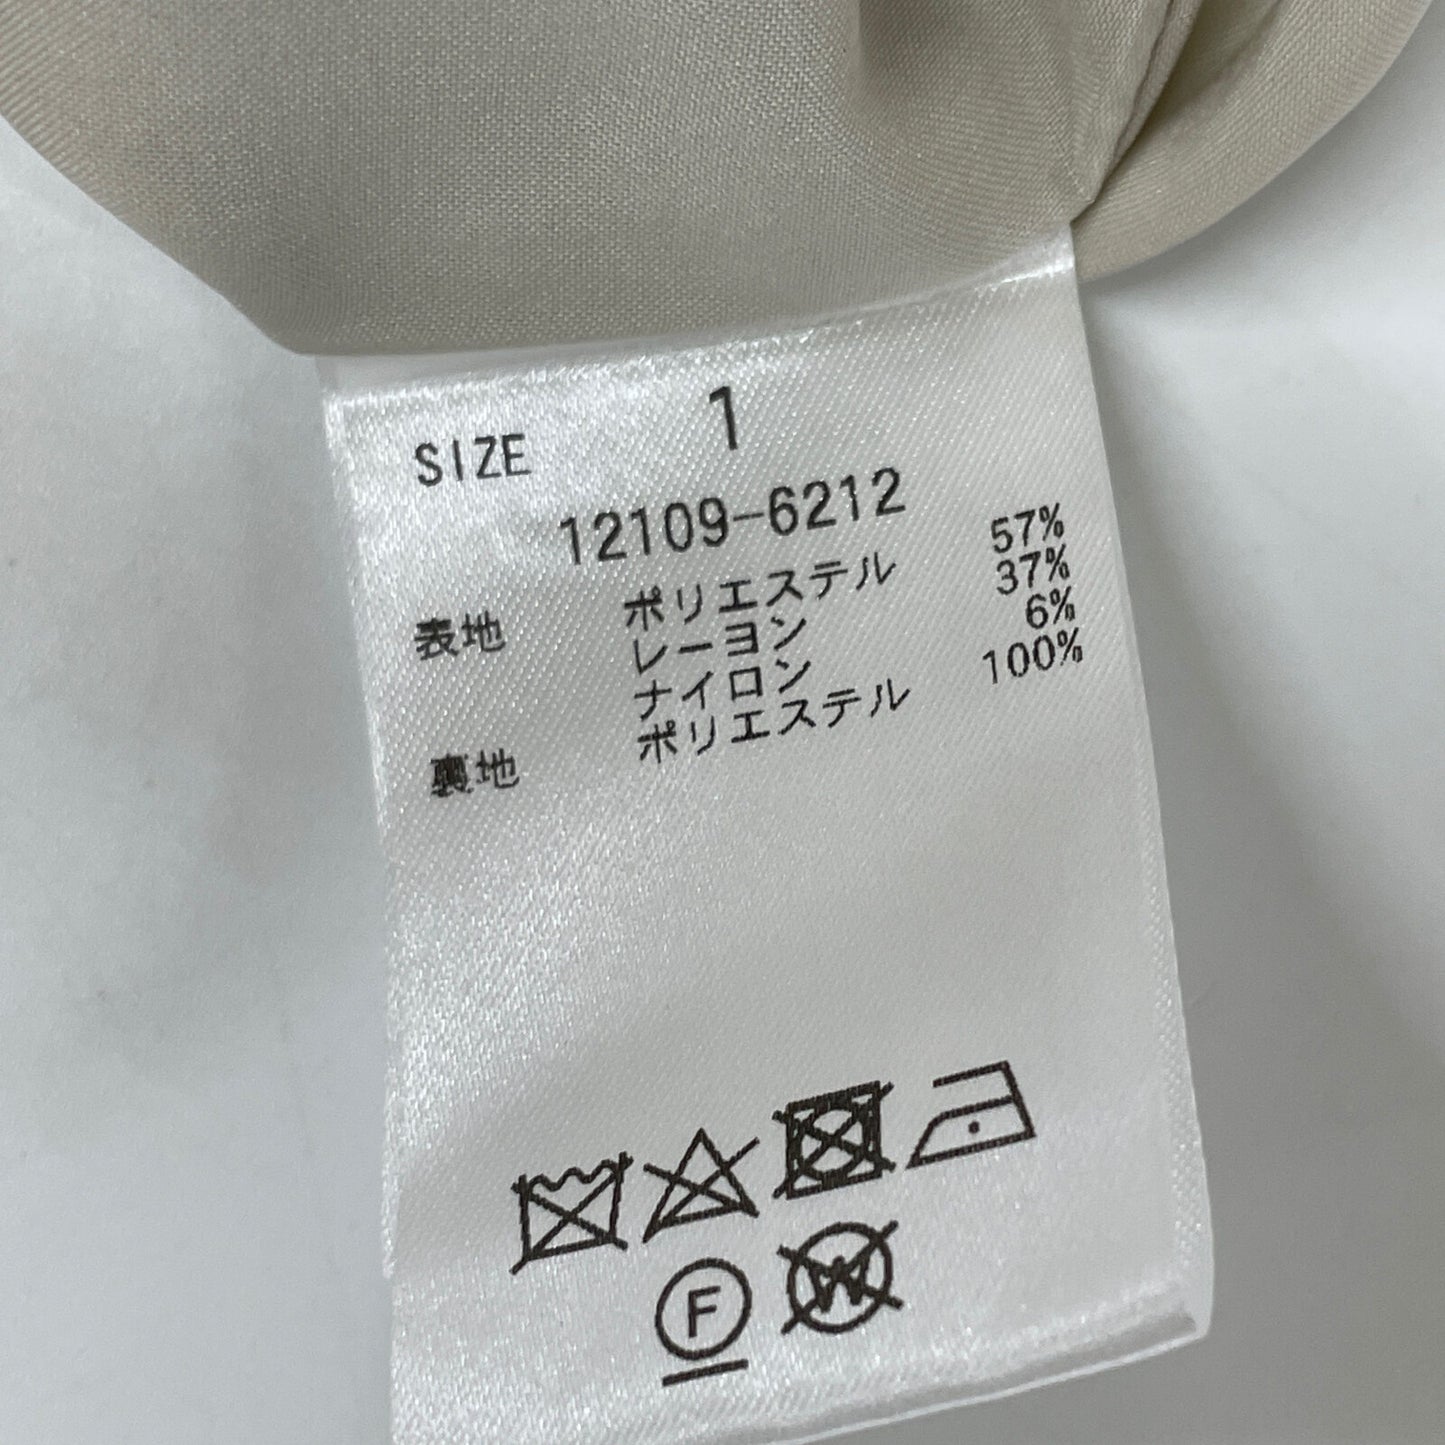 SIZE 1
12109-6212
表地 ポリエステル 57%
レーヨン 37%
ナイロン 6%
裏地 ポリエステル 100%
F W